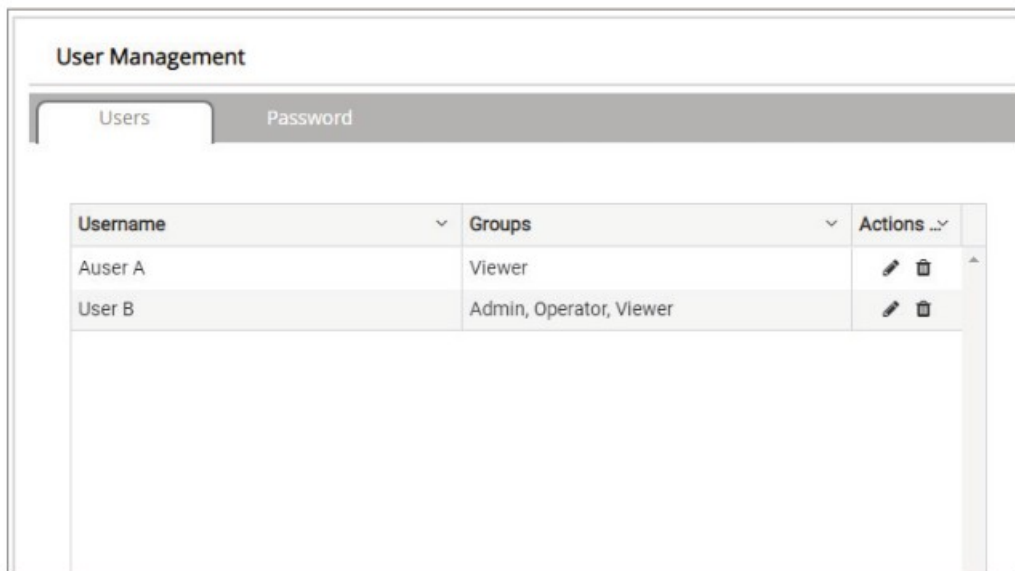 User Management
Users Password
Username Groups Actions ...
Auser A Viewer
User B Admin, Operator, Viewer